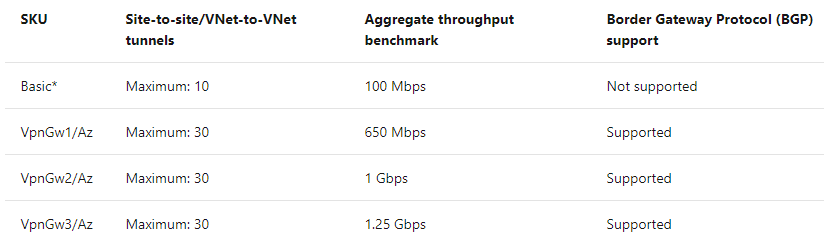 SKU Site-to-site/VNet-to-VNet tunnels Aggregate throughput benchmark Border Gateway Protocol (BGP) support
Basic* Maximum: 10 100 Mbps Not supported
VpnGw1/Az Maximum: 30 650 Mbps Supported
VpnGw2/Az Maximum: 30 1 Gbps Supported
VpnGw3/Az Maximum: 30 1.25 Gbps Supported